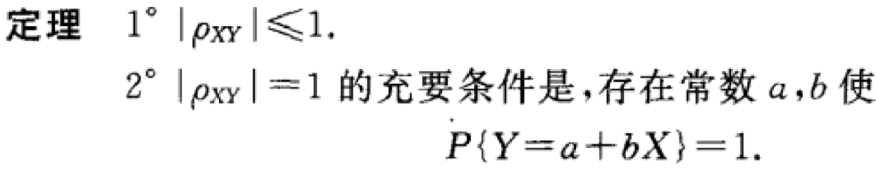 定理 1° |ρXY|≤1.
2° |ρXY|=1 的充要条件是,存在常数 a,b 使
P{Y=a+bX}=1.